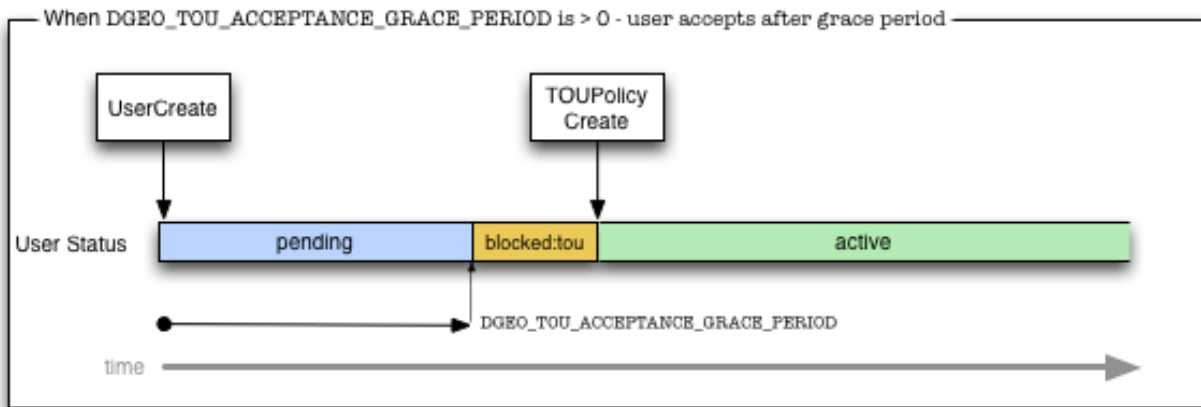 When DGEO_TOU_ACCEPTANCE_GRACE_PERIOD is > 0 - user accepts after grace period
UserCreate
TOUPolicy
Create
User Status
pending
blocked:tou
active
DGEO_TOU_ACCEPTANCE_GRACE_PERIOD
time